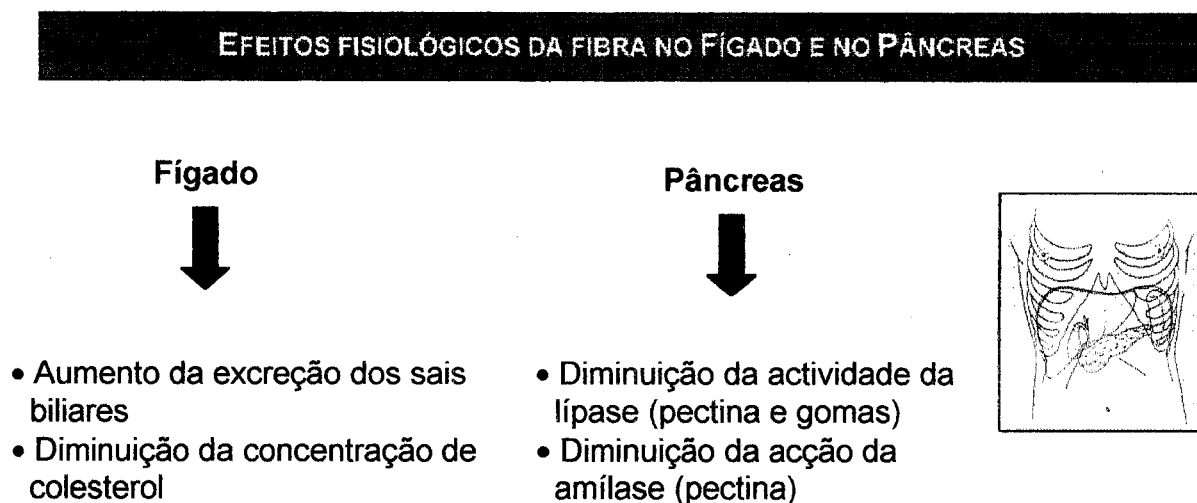 EFEITOS FISIOLÓGICOS DA FIBRA NO FÍGADO E NO PÂNCREAS
Fígado
• Aumento da excreção dos sais
biliares
• Diminuição da concentração de
colesterol
Pâncreas
• Diminuição da actividade da
lípase (pectina e gomas)
• Diminuição da acção da
amílase (pectina)